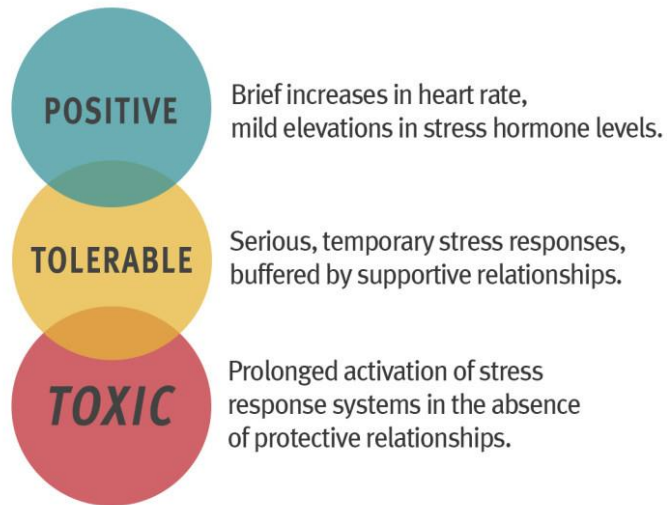 POSITIVE
Brief increases in heart rate,
mild elevations in stress hormone levels.
TOLERABLE
Serious, temporary stress responses,
buffered by supportive relationships.
TOXIC
Prolonged activation of stress
response systems in the absence
of protective relationships.